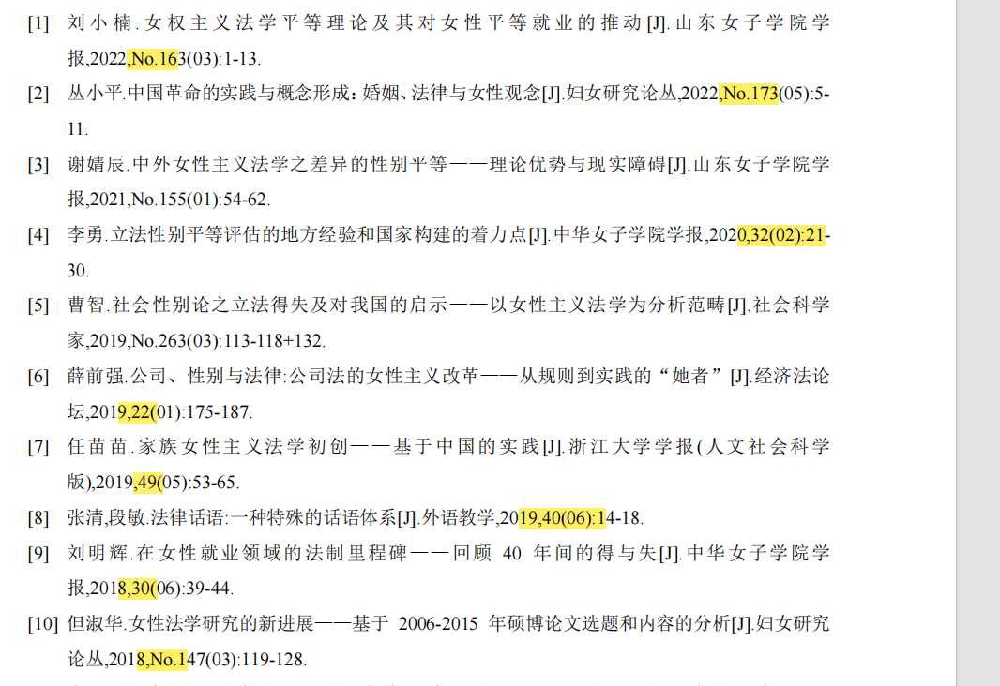 [1] 刘小楠.女权主义法学平等理论及其对女性平等就业的推动[J].山东女子学院学
报,2022,No.163(03):1-13.
[2] 丛小平.中国革命的实践与概念形成：婚姻、法律与女性观念[J].妇女研究论丛,2022,No.173(05):5-
11.
[3] 谢婧辰.中外女性主义法学之差异的性别平等——理论优势与现实障碍[J].山东女子学院学
报,2021,No.155(01):54-62.
[4] 李勇.立法性别平等评估的地方经验和国家构建的着力点[J].中华女子学院学报,2020,32(02):21-
30.
[5] 曹智.社会性别论之立法得失及对我国的启示——以女性主义法学为分析范畴[J].社会科学
家,2019,No.263(03):113-118+132.
[6] 薛前强.公司、性别与法律:公司法的女性主义改革——从规则到实践的“她者”[J].经济法论
坛,2019,22(01):175-187.
[7] 任苗苗.家族女性主义法学初创——基于中国的实践[J].浙江大学学报(人文社会科学
版),2019,49(05):53-65.
[8] 张清,段敏.法律话语:一种特殊的话语体系[J].外语教学,2019,40(06):14-18.
[9] 刘明辉.在女性就业领域的法制里程碑——回顾 40 年间的得与失[J].中华女子学院学
报,2018,30(06):39-44.
[10] 但淑华.女性法学研究的新进展——基于 2006-2015 年硕博论文选题和内容的分析[J].妇女研究
论丛,2018,No.147(03):119-128.